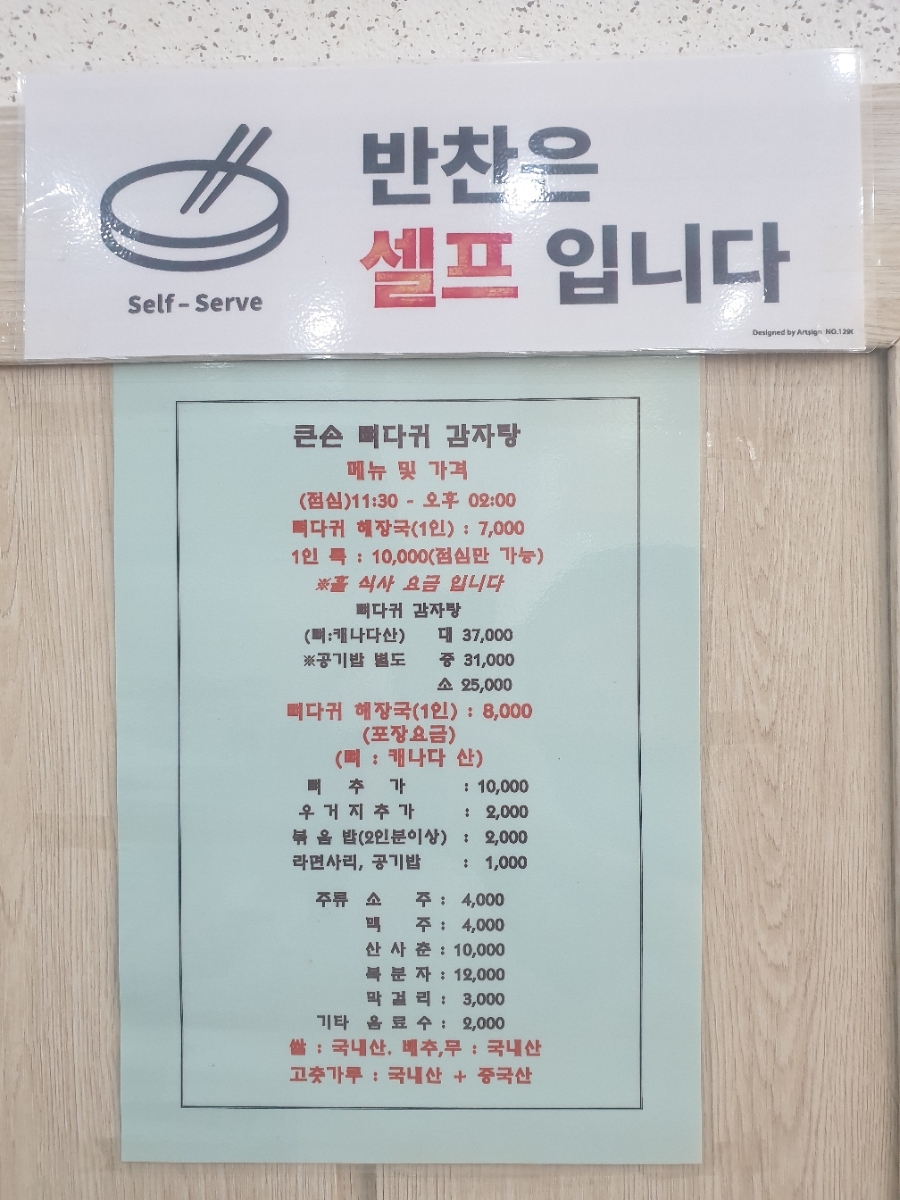 반찬은
셀프 입니다
Self-Serve
Designed by Artsign NO.129
큰손 뼈다귀 감자탕
메뉴 및 가격
(점심)11:30 - 오후 02:00
뼈다귀 해장국(1인) : 7,000
1인 특 : 10,000(점심만 가능)
※홀 식사 요금 입니다
뼈다귀 감자탕
(뼈:캐나다산) 대 37,000
※공기밥 별도 중 31,000
소 25,000
뼈다귀 해장국(1인) : 8,000
(포장요금)
(뼈 : 캐나다 산)
뼈 추 가 : 10,000
우 거 지 추 가 : 2,000
볶 음 밥(2인분이상) : 2,000
라면사리, 공기밥 : 1,000
주류 소 주 : 4,000
맥 주 : 4,000
산 사 춘 : 10,000
복 분 자 : 12,000
막 걸 리 : 3,000
기타 음 료 수 : 2,000
쌀 : 국내산. 배추,무 : 국내산
고춧가루 : 국내산 + 중국산